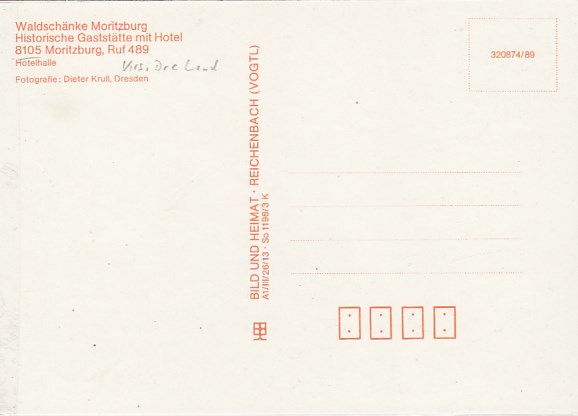 Waldschänke Moritzburg
Historische Gaststätte mit Hotel
8105 Moritzburg, Ruf 489
Hotelhalle
Fotografie: Dieter Krull, Dresden
320874/89
BILD UND HEIMAT · REICHENBACH (VOGTL)
A1/III/26/13 · So 1198/3 K